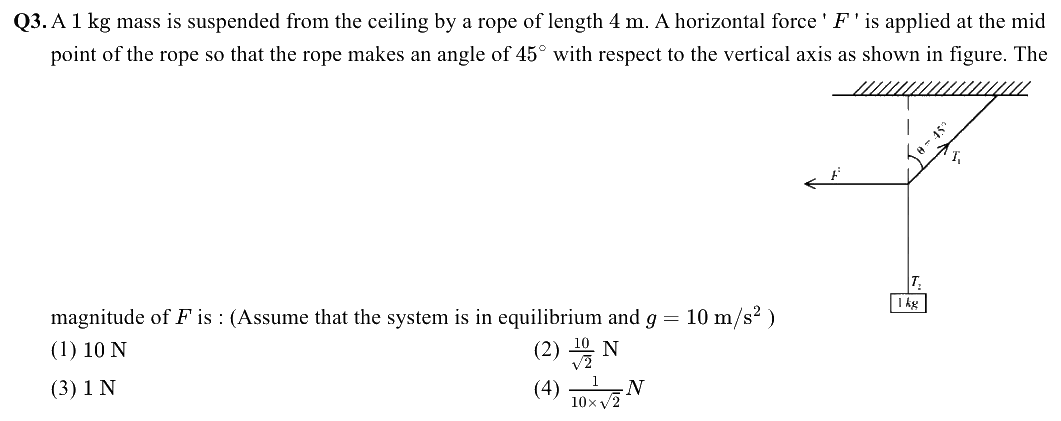 Q3. A 1 kg mass is suspended from the ceiling by a rope of length 4 m. A horizontal force ' F ' is applied at the mid
point of the rope so that the rope makes an angle of 45° with respect to the vertical axis as shown in figure. The
θ = 45°
T₁
F
T₂
1 kg
magnitude of F is : (Assume that the system is in equilibrium and g = 10 m/s² )
(1) 10 N
(2) 10/√2 N
(3) 1 N
(4) 1/(10×√2) N